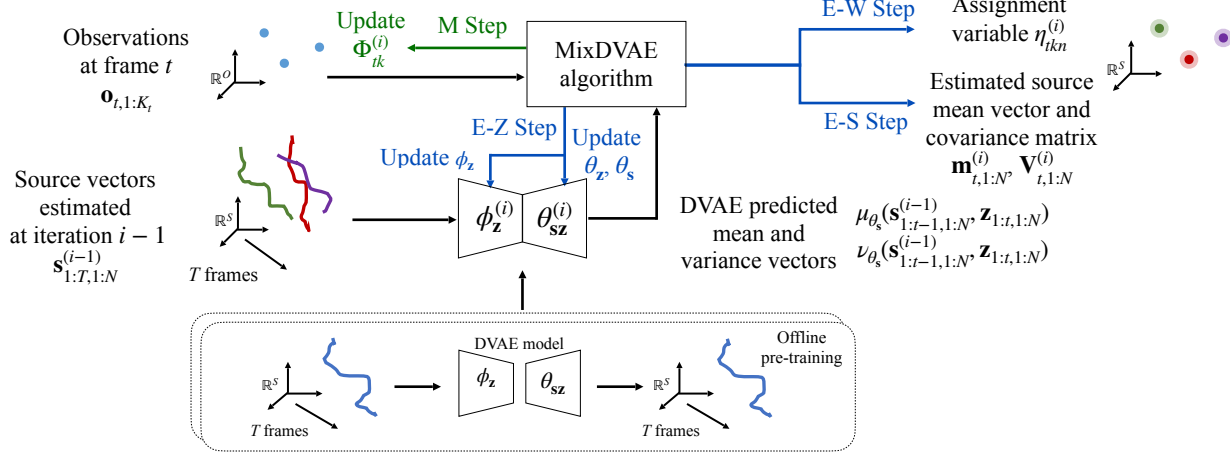 Observations
at frame t
𝐨_{t,1:K_t}
ℝ^O
Update
Φ_{tk}^{(i)}
M Step
MixDVAE
algorithm
E-W Step
Assignment
variable η_{tkn}^{(i)}
ℝ^S
E-S Step
Estimated source
mean vector and
covariance matrix
𝐦_{t,1:N}^{(i)}, 𝐕_{t,1:N}^{(i)}
E-Z Step
Update ϕ_𝐳
Update
θ_𝐳, θ_𝐬
Source vectors
estimated
at iteration i − 1
𝐬_{1:T,1:N}^{(i−1)}
ℝ^S
T frames
ϕ_𝐳^{(i)}
θ_{𝐬𝐳}^{(i)}
DVAE predicted
mean and
variance vectors
μ_{θ_𝐬}(𝐬_{1:t−1,1:N}^{(i−1)}, 𝐳_{1:t,1:N})
ν_{θ_𝐬}(𝐬_{1:t−1,1:N}^{(i−1)}, 𝐳_{1:t,1:N})
Offline
pre-training
DVAE model
ℝ^S
T frames
ϕ_𝐳
θ_{𝐬𝐳}
ℝ^S
T frames